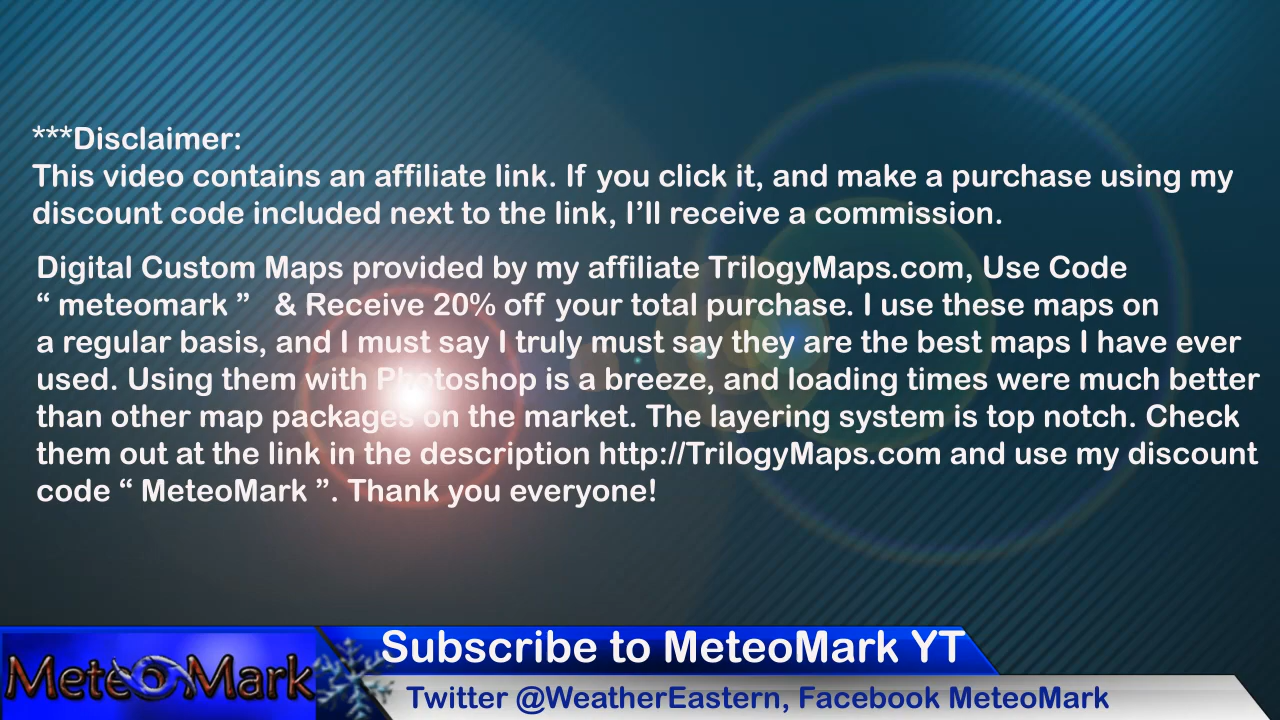 ***Disclaimer:
This video contains an affiliate link. If you click it, and make a purchase using my
discount code included next to the link, I'll receive a commission.
Digital Custom Maps provided by my affiliate TrilogyMaps.com, Use Code
“ meteomark ” & Receive 20% off your total purchase. I use these maps on
a regular basis, and I must say I truly must say they are the best maps I have ever
used. Using them with Photoshop is a breeze, and loading times were much better
than other map packages on the market. The layering system is top notch. Check
them out at the link in the description http://TrilogyMaps.com and use my discount
code “ MeteoMark ”. Thank you everyone!
Subscribe to MeteoMark YT
MeteoMark
Twitter @WeatherEastern, Facebook MeteoMark